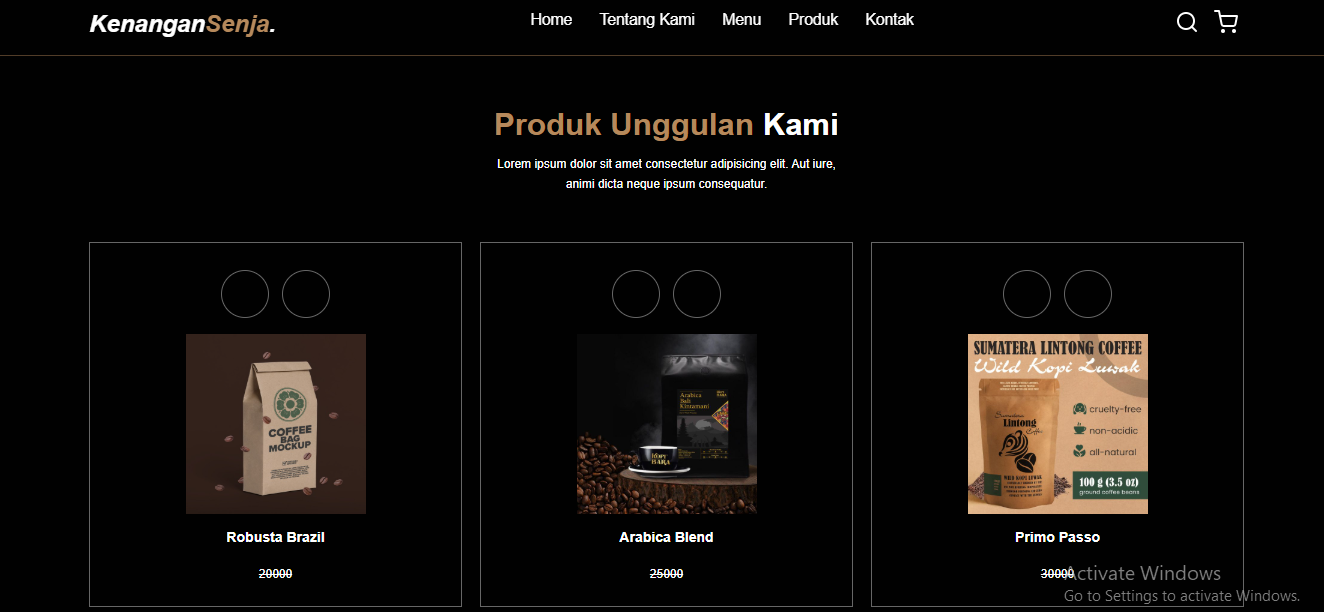 KenanganSenja.
Home Tentang Kami Menu Produk Kontak
Produk Unggulan Kami
Lorem ipsum dolor sit amet consectetur adipisicing elit. Aut iure,
animi dicta neque ipsum consequatur.
COFFEE
BAG
MOCKUP
Robusta Brazil
20000
Arabica
Bali
Kintamani
KOPI
BARA
Arabica Blend
25000
SUMATERA LINTONG COFFEE
Wild Kopi Luwak
Lintong
WILD KOPI LUWAK
cruelty-free
non-acidic
all-natural
100 g (3.5 oz)
ground coffee beans
Primo Passo
30000
Activate Windows
Go to Settings to activate Windows.